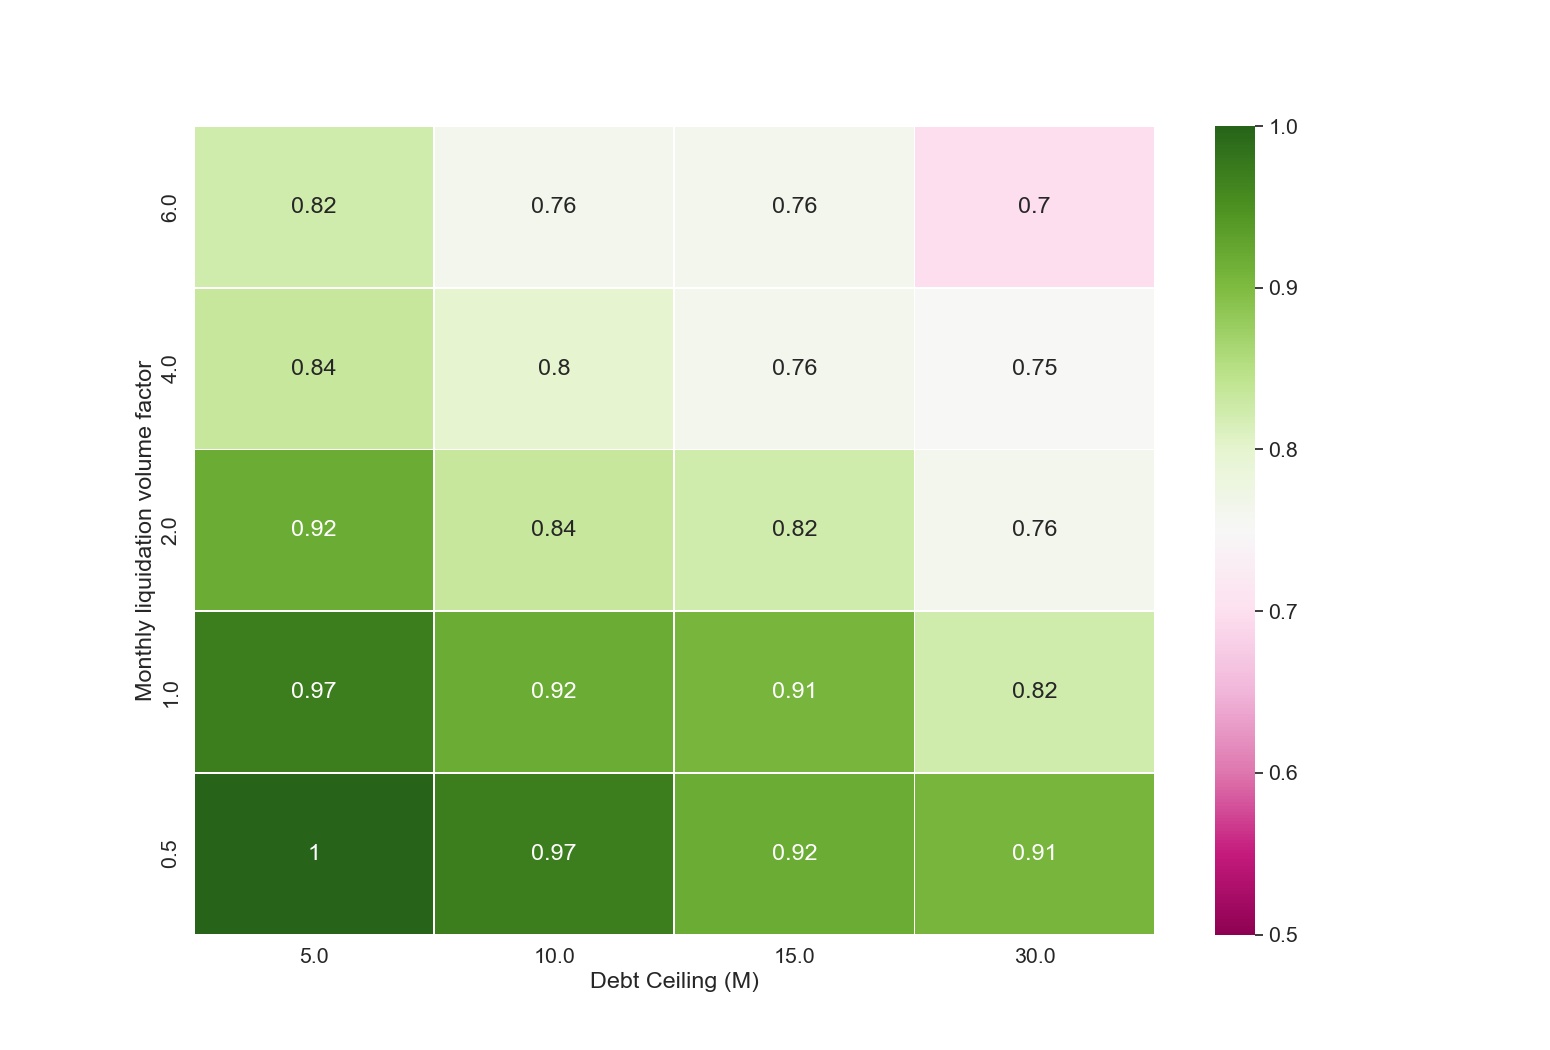 Monthly liquidation volume factor
6.0 0.82 0.76 0.76 0.7
4.0 0.84 0.8 0.76 0.75
2.0 0.92 0.84 0.82 0.76
1.0 0.97 0.92 0.91 0.82
0.5 1 0.97 0.92 0.91
5.0 10.0 15.0 30.0
Debt Ceiling (M)
1.0
0.9
0.8
0.7
0.6
0.5